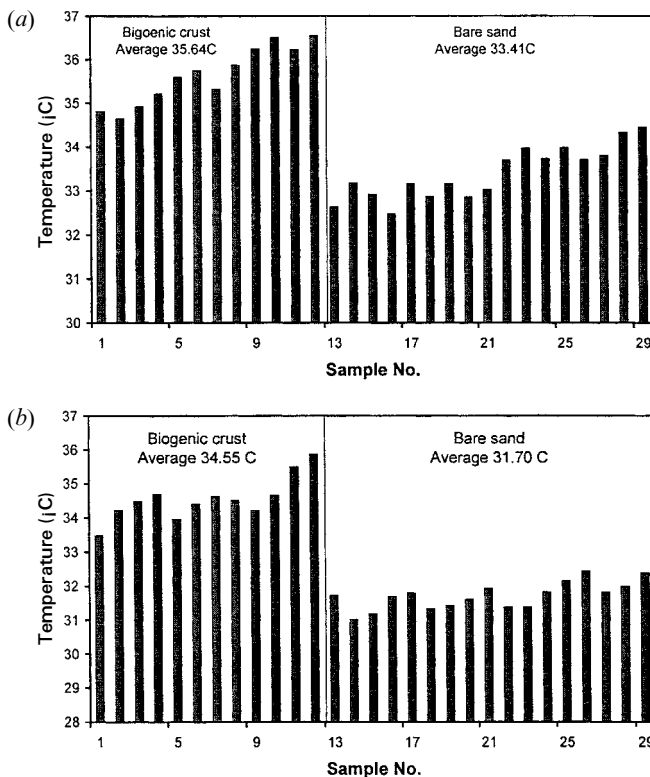 (a)
37
36
35
34
33
32
31
30
Temperature (¡C)
Bigoenic crust
Average 35.64C
Bare sand
Average 33.41C
1 5 9 13 17 21 25 29
Sample No.
(b)
37
36
35
34
33
32
31
30
29
28
Temperature (¡C)
Biogenic crust
Average 34.55 C
Bare sand
Average 31.70 C
1 5 9 13 17 21 25 29
Sample No.